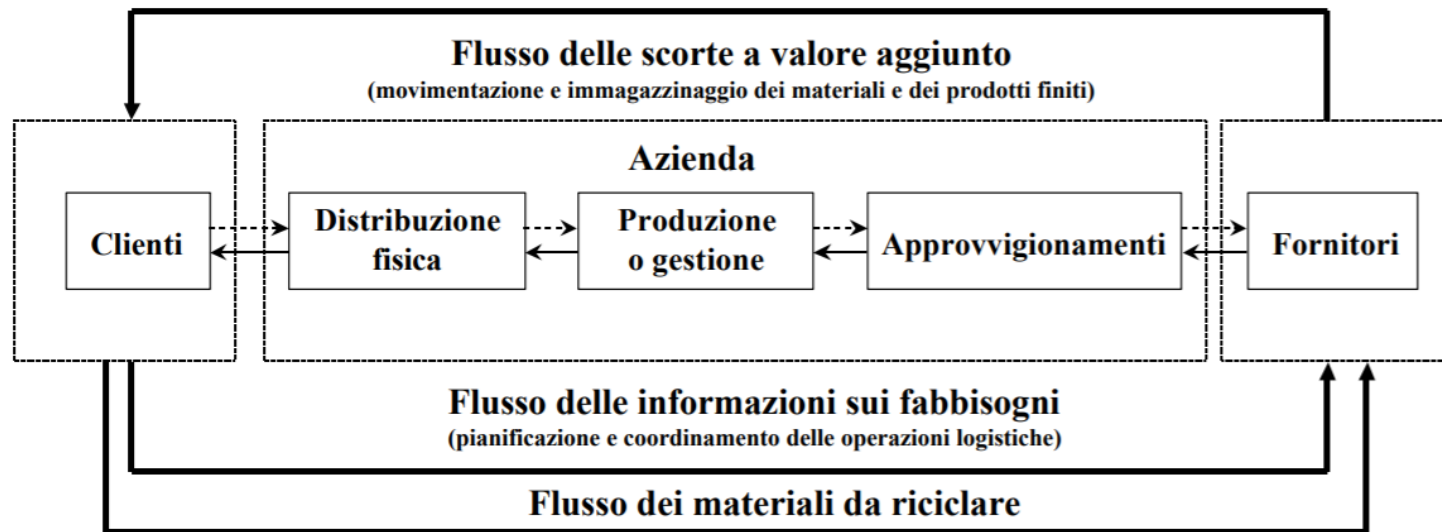 Flusso delle scorte a valore aggiunto
(movimentazione e immagazzinaggio dei materiali e dei prodotti finiti)
Azienda
Clienti
Distribuzione
fisica
Produzione
o gestione
Approvvigionamenti
Fornitori
Flusso delle informazioni sui fabbisogni
(pianificazione e coordinamento delle operazioni logistiche)
Flusso dei materiali da riciclare